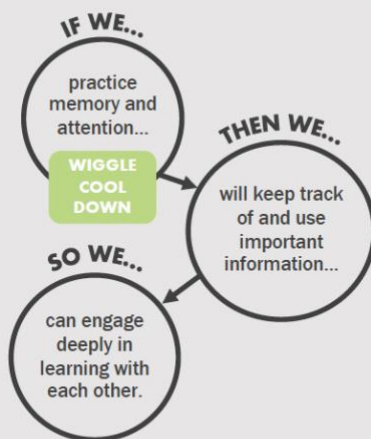 IF WE...
practice
memory and
attention...
WIGGLE
COOL
DOWN
THEN WE...
will keep track
of and use
important
information...
SO WE...
can engage
deeply in
learning with
each other.